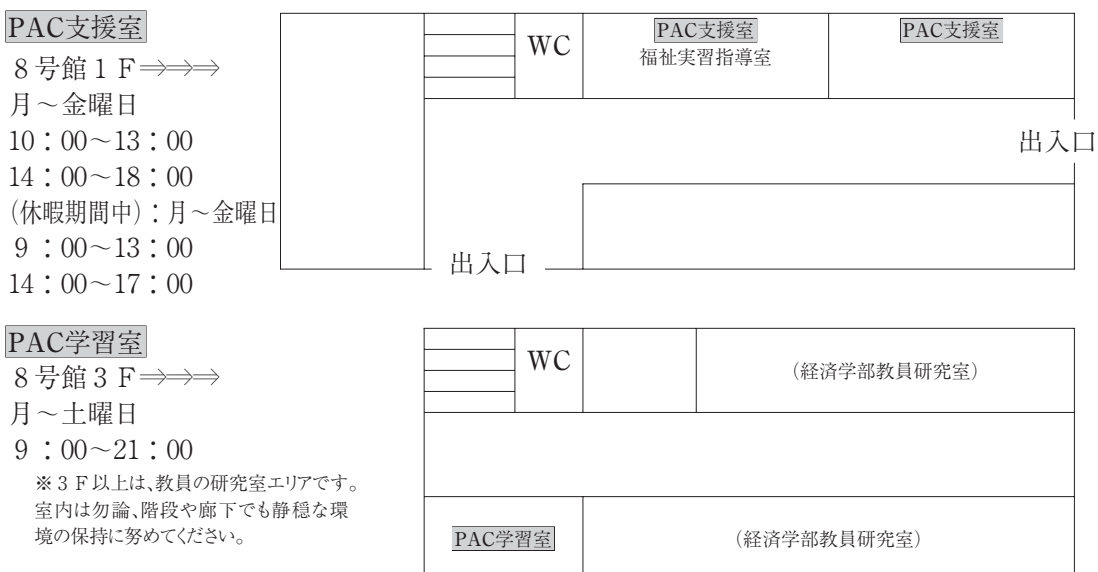 PAC支援室
8号館1F⇒⇒⇒
月～金曜日
10：00～13：00
14：00～18：00
(休暇期間中)：月～金曜日
9：00～13：00
14：00～17：00
WC
PAC支援室
福祉実習指導室
PAC支援室
出入口
出入口
PAC学習室
8号館3F⇒⇒⇒
月～土曜日
9：00～21：00
※3F以上は、教員の研究室エリアです。
室内は勿論、階段や廊下でも静穏な環
境の保持に努めてください。
WC
(経済学部教員研究室)
PAC学習室
(経済学部教員研究室)